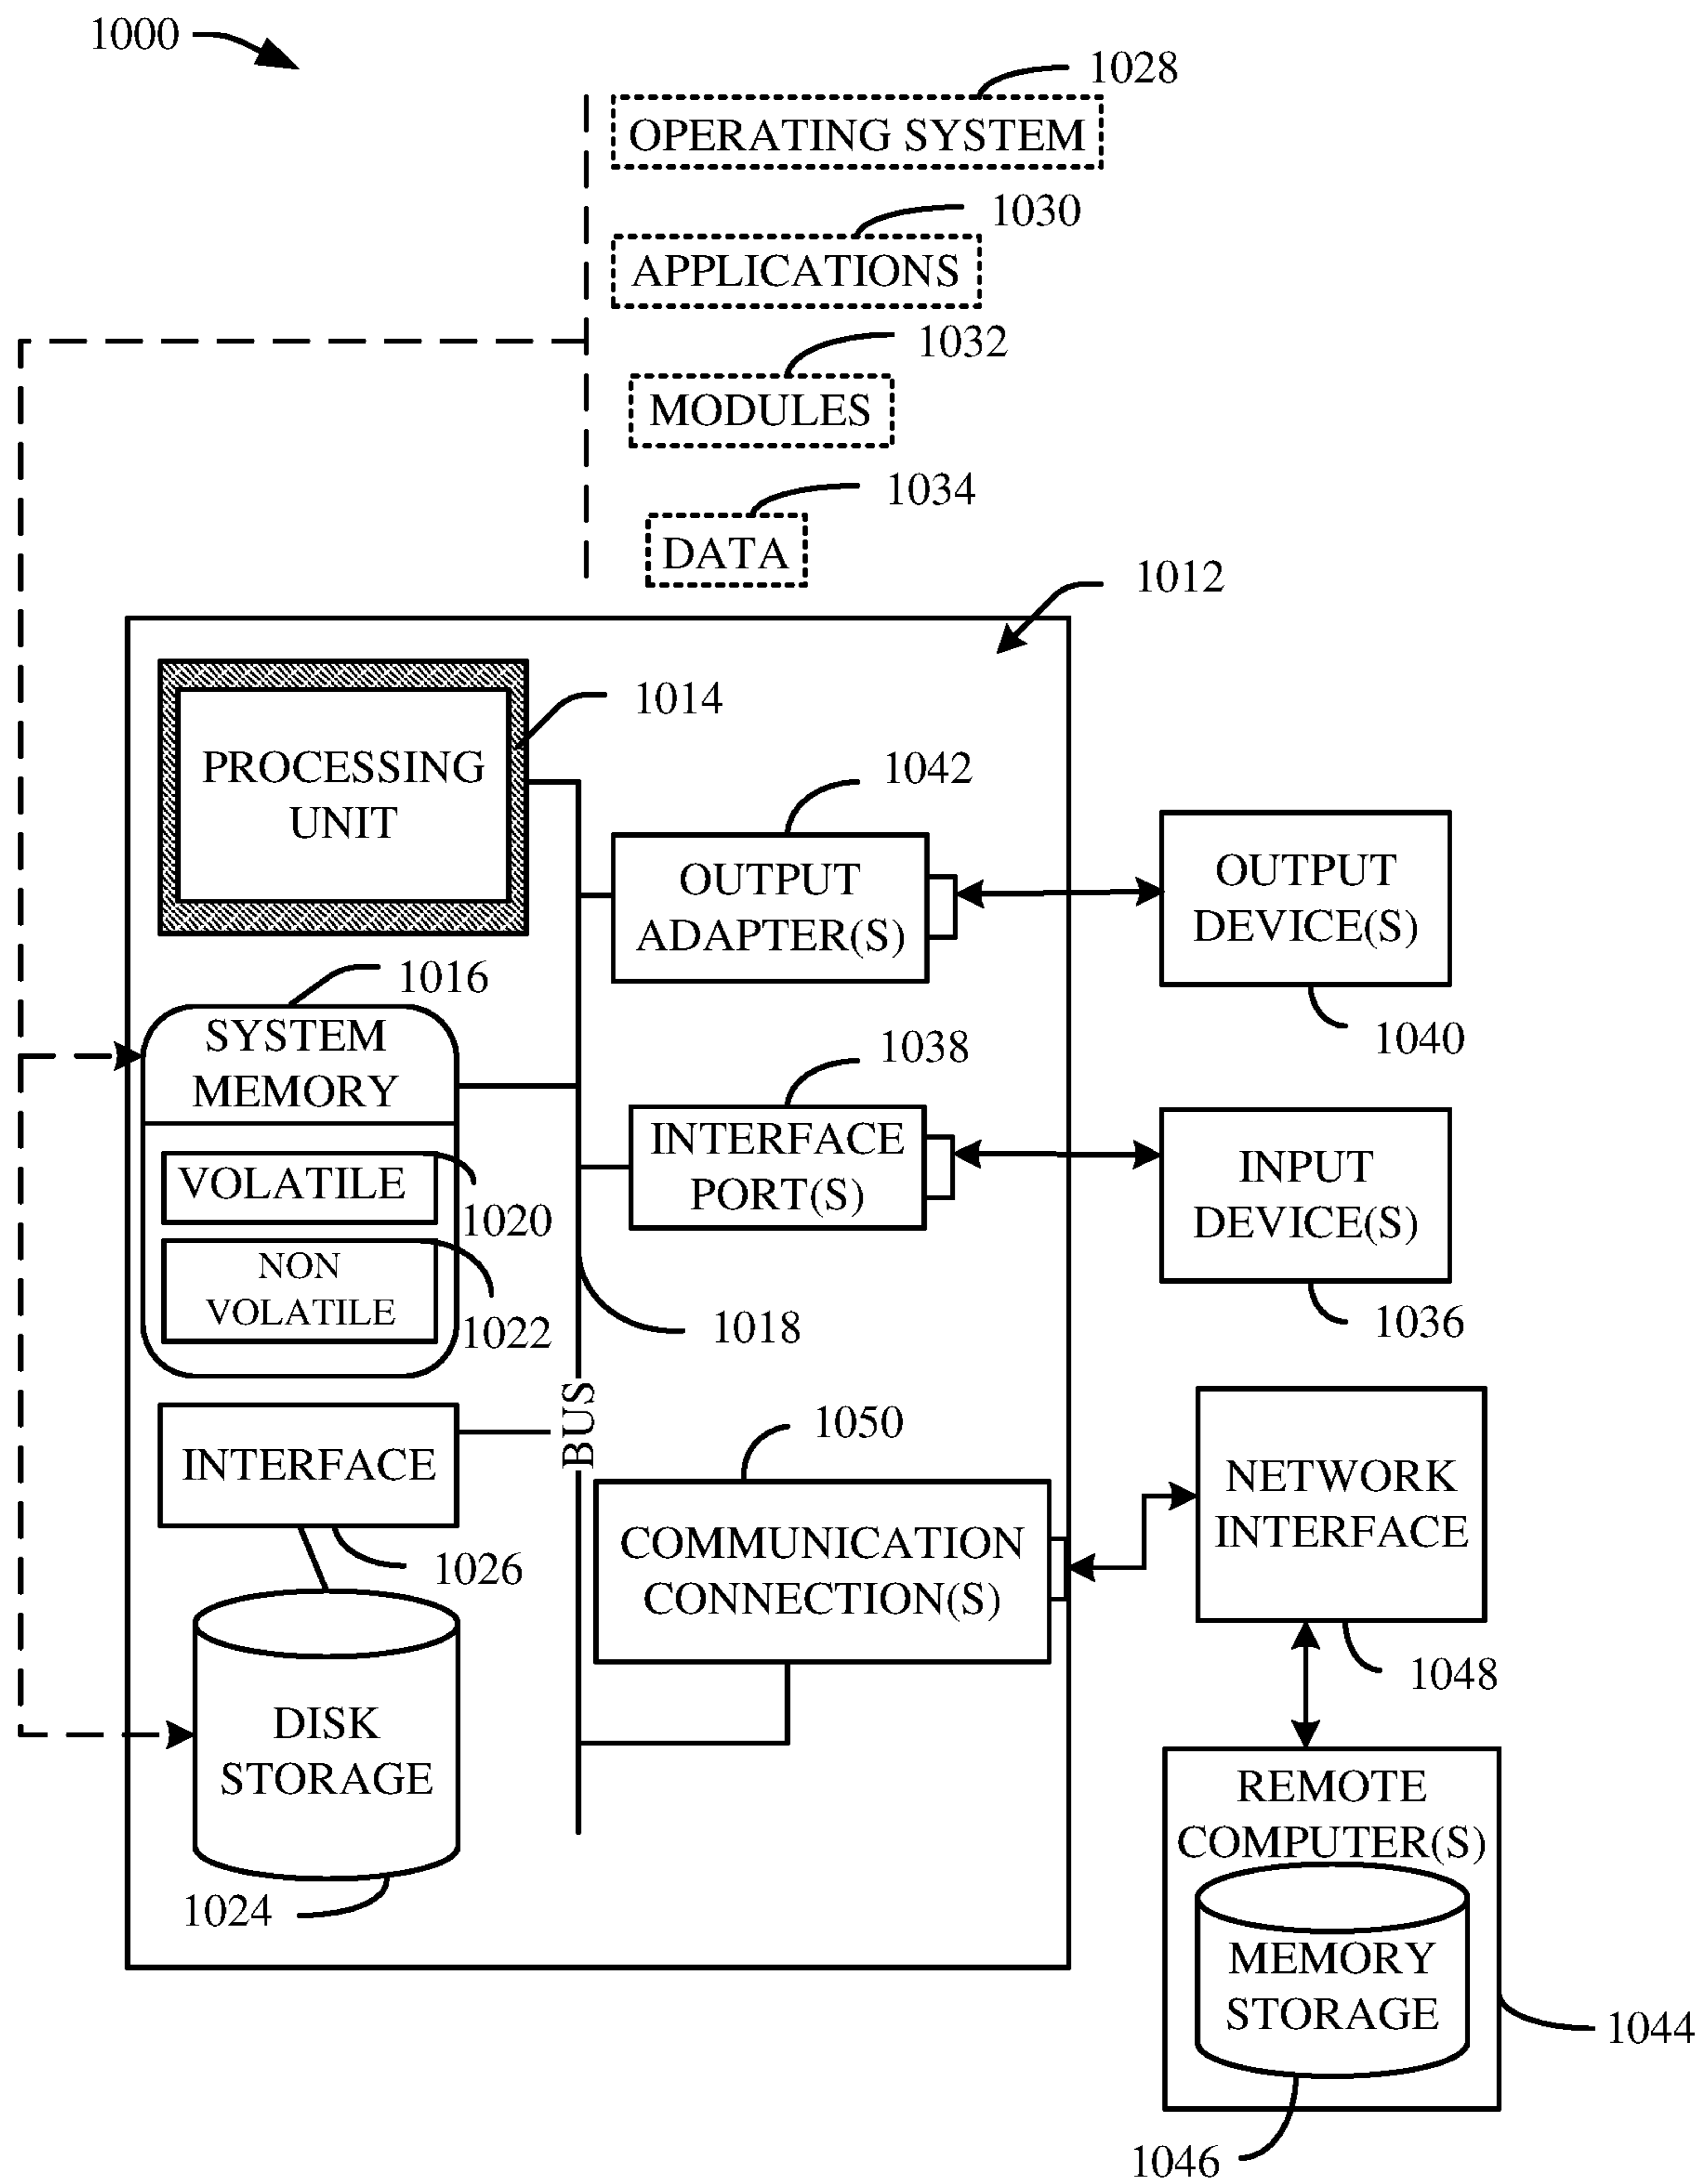 1000
1028
OPERATING SYSTEM
1030
APPLICATIONS
1032
MODULES
1034
DATA
1012
PROCESSING
UNIT
1014
1042
OUTPUT
ADAPTER(S)
OUTPUT
DEVICE(S)
1040
1016
SYSTEM
MEMORY
VOLATILE
1020
NON
VOLATILE
1022
1038
INTERFACE
PORT(S)
INPUT
DEVICE(S)
1036
1018
BUS
INTERFACE
1026
1050
COMMUNICATION
CONNECTION(S)
NETWORK
INTERFACE
1048
DISK
STORAGE
1024
REMOTE
COMPUTER(S)
MEMORY
STORAGE
1044
1046